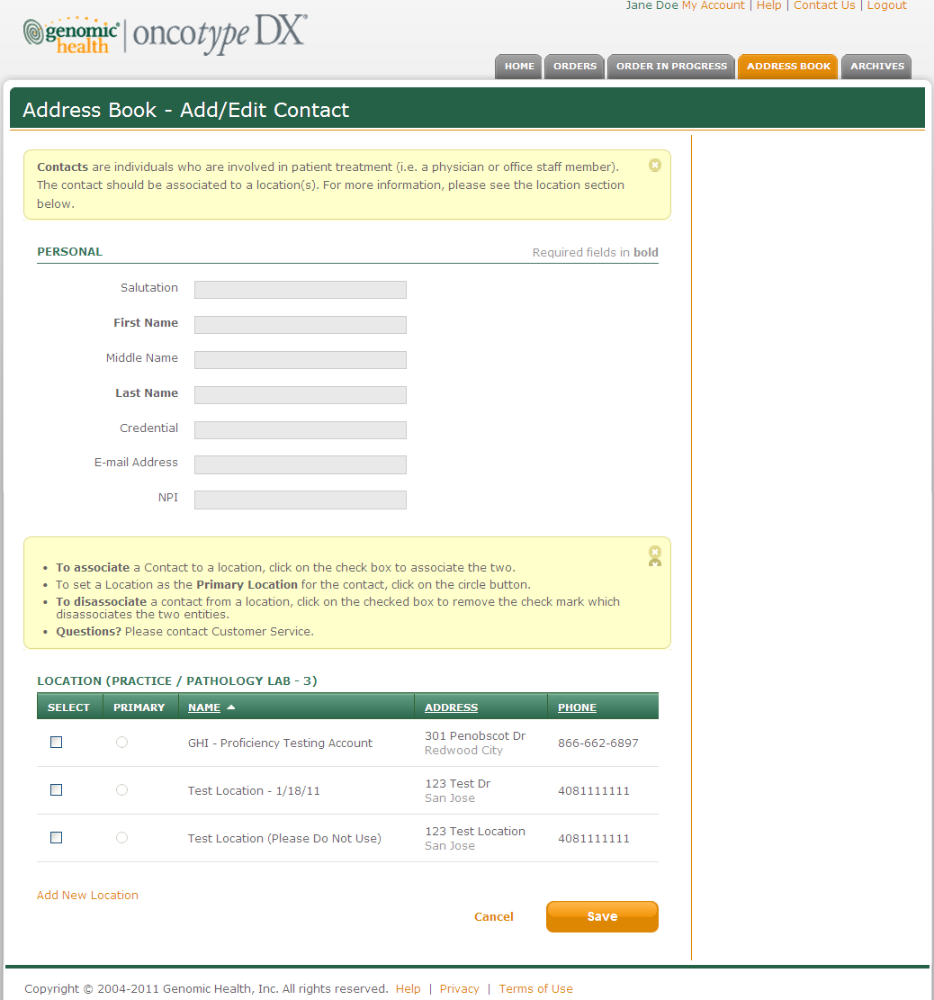 Jane Doe My Account | Help | Contact Us | Logout
genomic health | oncotype DX®
HOME ORDERS ORDER IN PROGRESS ADDRESS BOOK ARCHIVES
Address Book - Add/Edit Contact
Contacts are individuals who are involved in patient treatment (i.e. a physician or office staff member).
The contact should be associated to a location(s). For more information, please see the location section
below.
PERSONAL Required fields in bold
Salutation
First Name
Middle Name
Last Name
Credential
E-mail Address
NPI
• To associate a Contact to a location, click on the check box to associate the two.
• To set a Location as the Primary Location for the contact, click on the circle button.
• To disassociate a contact from a location, click on the checked box to remove the check mark which
disassociates the two entities.
• Questions? Please contact Customer Service.
LOCATION (PRACTICE / PATHOLOGY LAB - 3)
SELECT PRIMARY NAME ADDRESS PHONE
GHI - Proficiency Testing Account 301 Penobscot Dr 866-662-6897
Redwood City
Test Location - 1/18/11 123 Test Dr 4081111111
San Jose
Test Location (Please Do Not Use) 123 Test Location 4081111111
San Jose
Add New Location
Cancel Save
Copyright © 2004-2011 Genomic Health, Inc. All rights reserved. Help | Privacy | Terms of Use